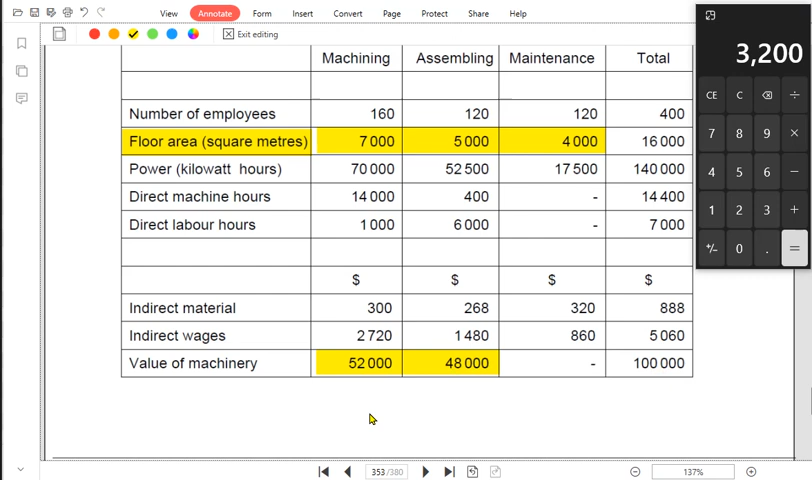 View Annotate Form Insert Convert Page Protect Share Help
Exit editing
3,200
CE C ÷
7 8 9 ×
4 5 6 −
1 2 3 +
+/− 0 . =
Machining Assembling Maintenance Total
Number of employees 160 120 120 400
Floor area (square metres) 7 000 5 000 4 000 16 000
Power (kilowatt hours) 70 000 52 500 17 500 140 000
Direct machine hours 14 000 400 - 14 400
Direct labour hours 1 000 6 000 - 7 000
$ $ $ $
Indirect material 300 268 320 888
Indirect wages 2 720 1 480 860 5 060
Value of machinery 52 000 48 000 - 100 000
353 /380 137%